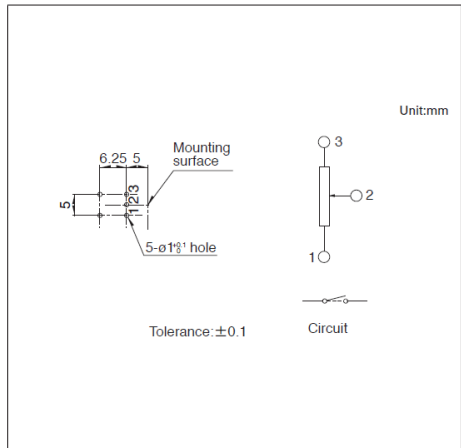 Unit:mm
6.25 5
Mounting
surface
5
1 2 3
5-ø1+0.1 0 hole
3
2
1
Tolerance:±0.1
Circuit